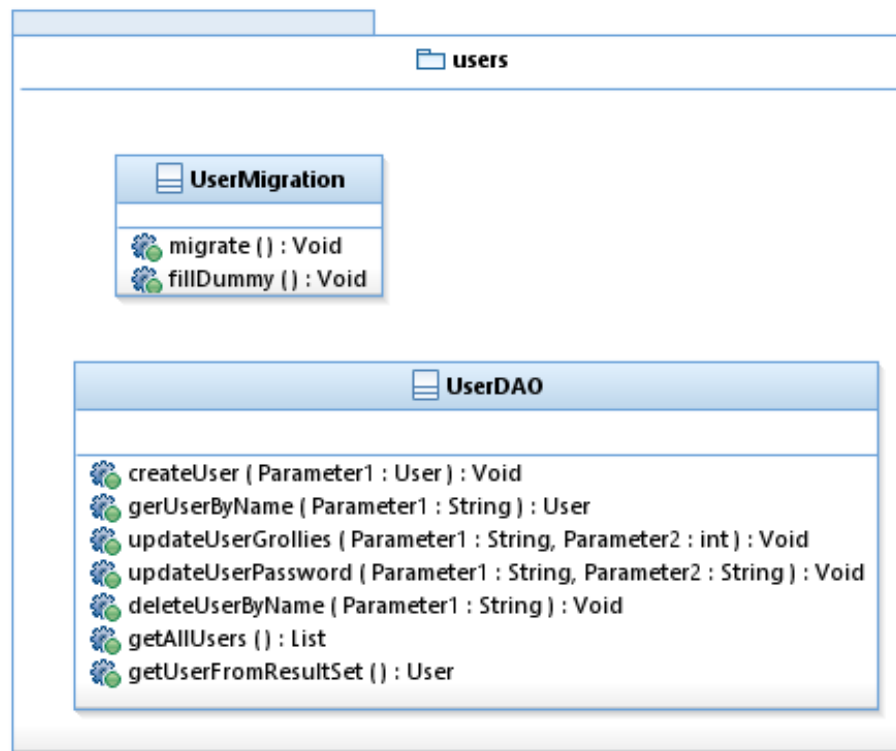 users
UserMigration
migrate () : Void
fillDummy () : Void
UserDAO
createUser ( Parameter1 : User ) : Void
gerUserByName ( Parameter1 : String ) : User
updateUserGrollies ( Parameter1 : String, Parameter2 : int ) : Void
updateUserPassword ( Parameter1 : String, Parameter2 : String ) : Void
deleteUserByName ( Parameter1 : String ) : Void
getAllUsers () : List
getUserFromResultSet () : User